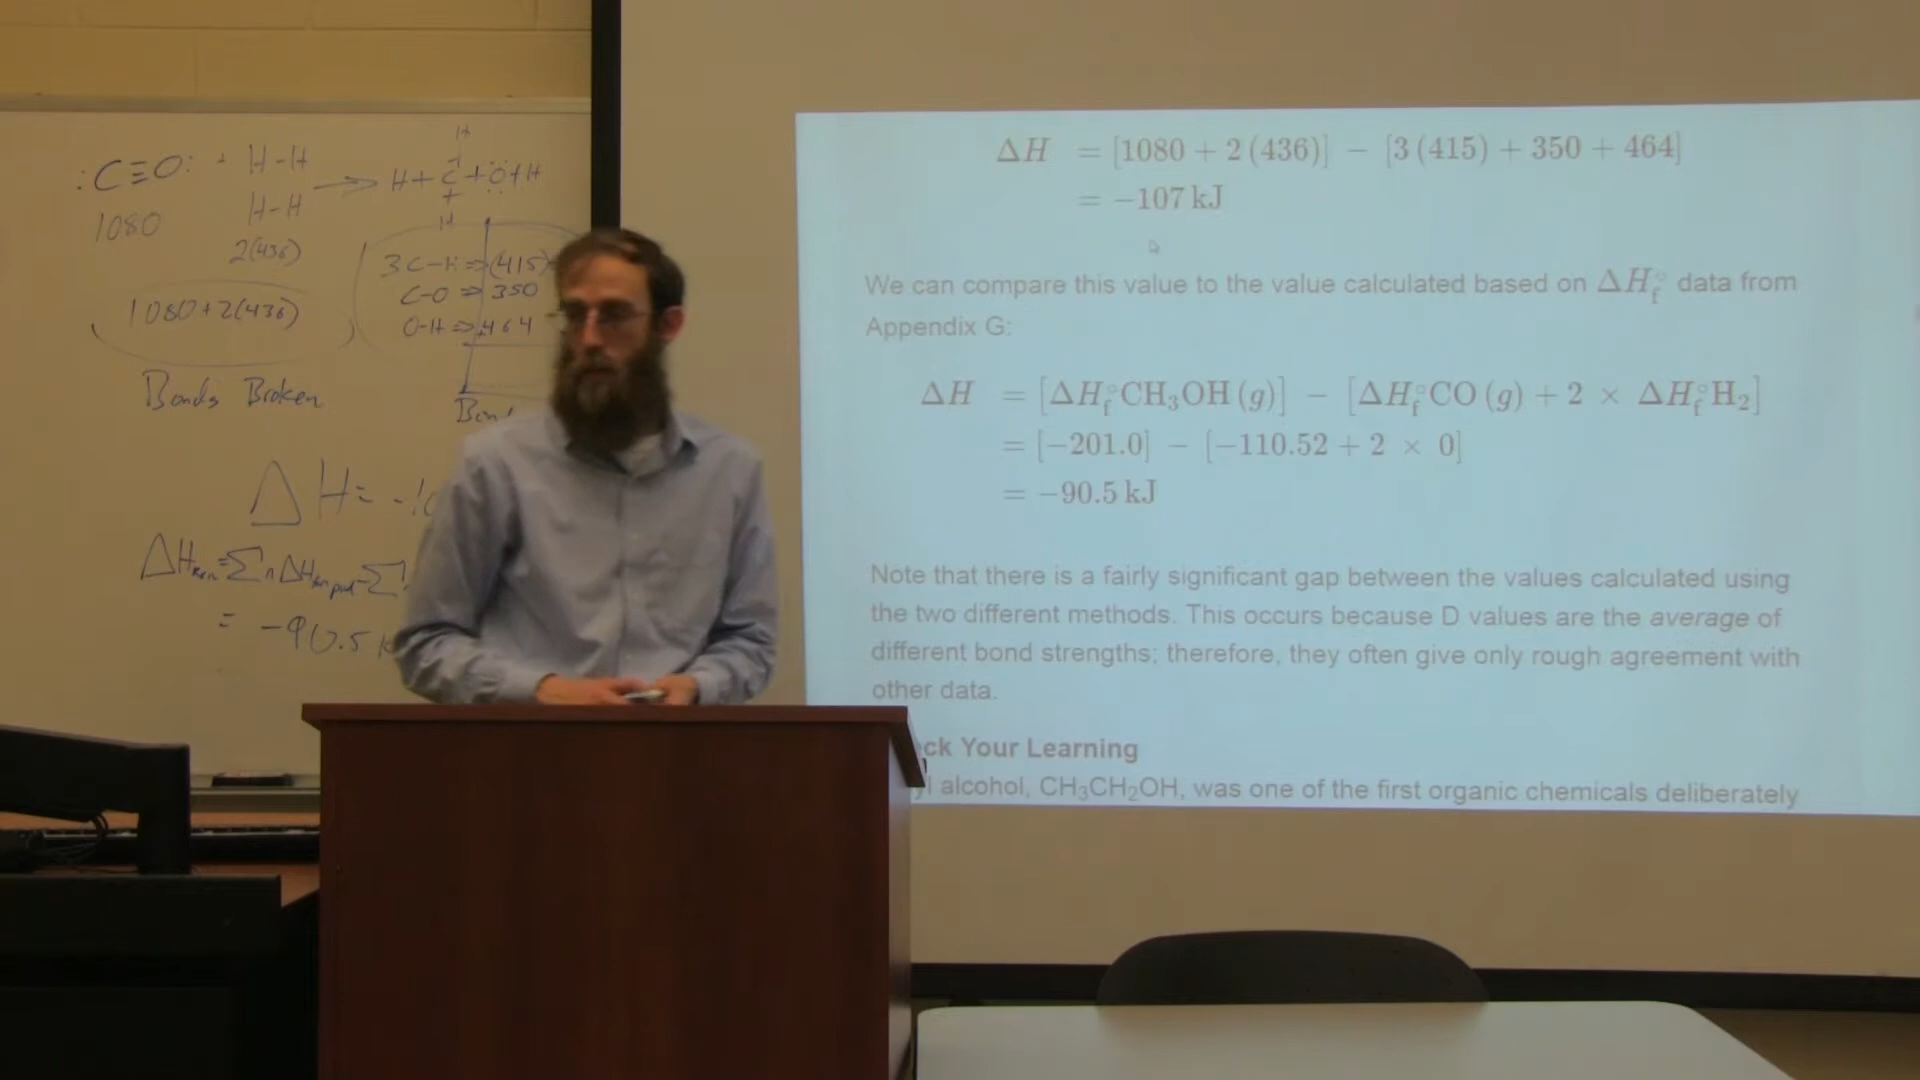 :C≡O: + H-H
H-H
1080
2(436)
1080+2(436)
Bonds Broken
H
H + C + Ö + H
H
3 C-H ⇒ (415)
C-O ⇒ 350
O-H ⇒ 464
ΔH =
= -90.5
ΔH = [1080 + 2 (436)] − [3 (415) + 350 + 464]
= −107 kJ
We can compare this value to the value calculated based on ΔH°f data from
Appendix G:
ΔH = [ΔH°f CH₃OH (g)] − [ΔH°f CO (g) + 2 × ΔH°f H₂]
= [−201.0] − [−110.52 + 2 × 0]
= −90.5 kJ
Note that there is a fairly significant gap between the values calculated using
the two different methods. This occurs because D values are the average of
different bond strengths; therefore, they often give only rough agreement with
other data.
Your Learning
alcohol, CH₃CH₂OH, was one of the first organic chemicals deliberately